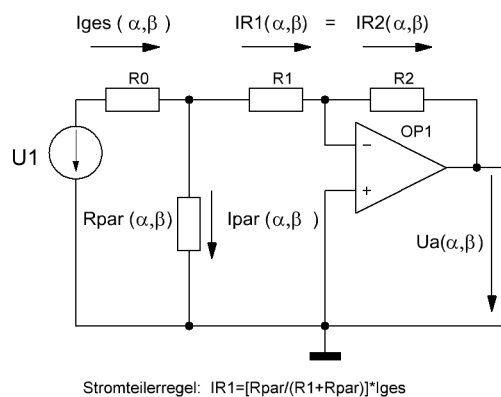 Iges (α,β) IR1(α,β) = IR2(α,β)
R0 R1 R2
OP1
U1
Rpar (α,β) Ipar (α,β )
Ua(α,β)
Stromteilerregel: IR1=[Rpar/(R1+Rpar)]*Iges